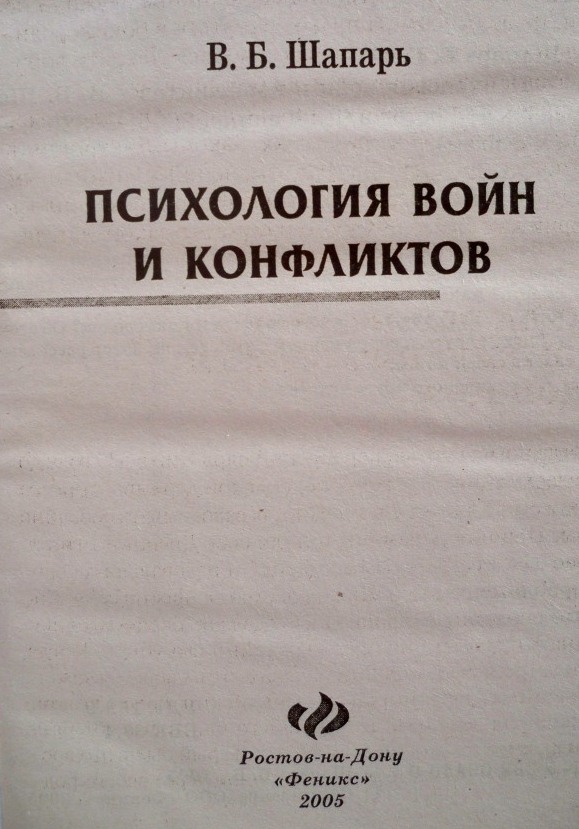 В. Б. Шапарь
ПСИХОЛОГИЯ ВОЙН
И КОНФЛИКТОВ
Ростов-на-Дону
«Феникс»
2005